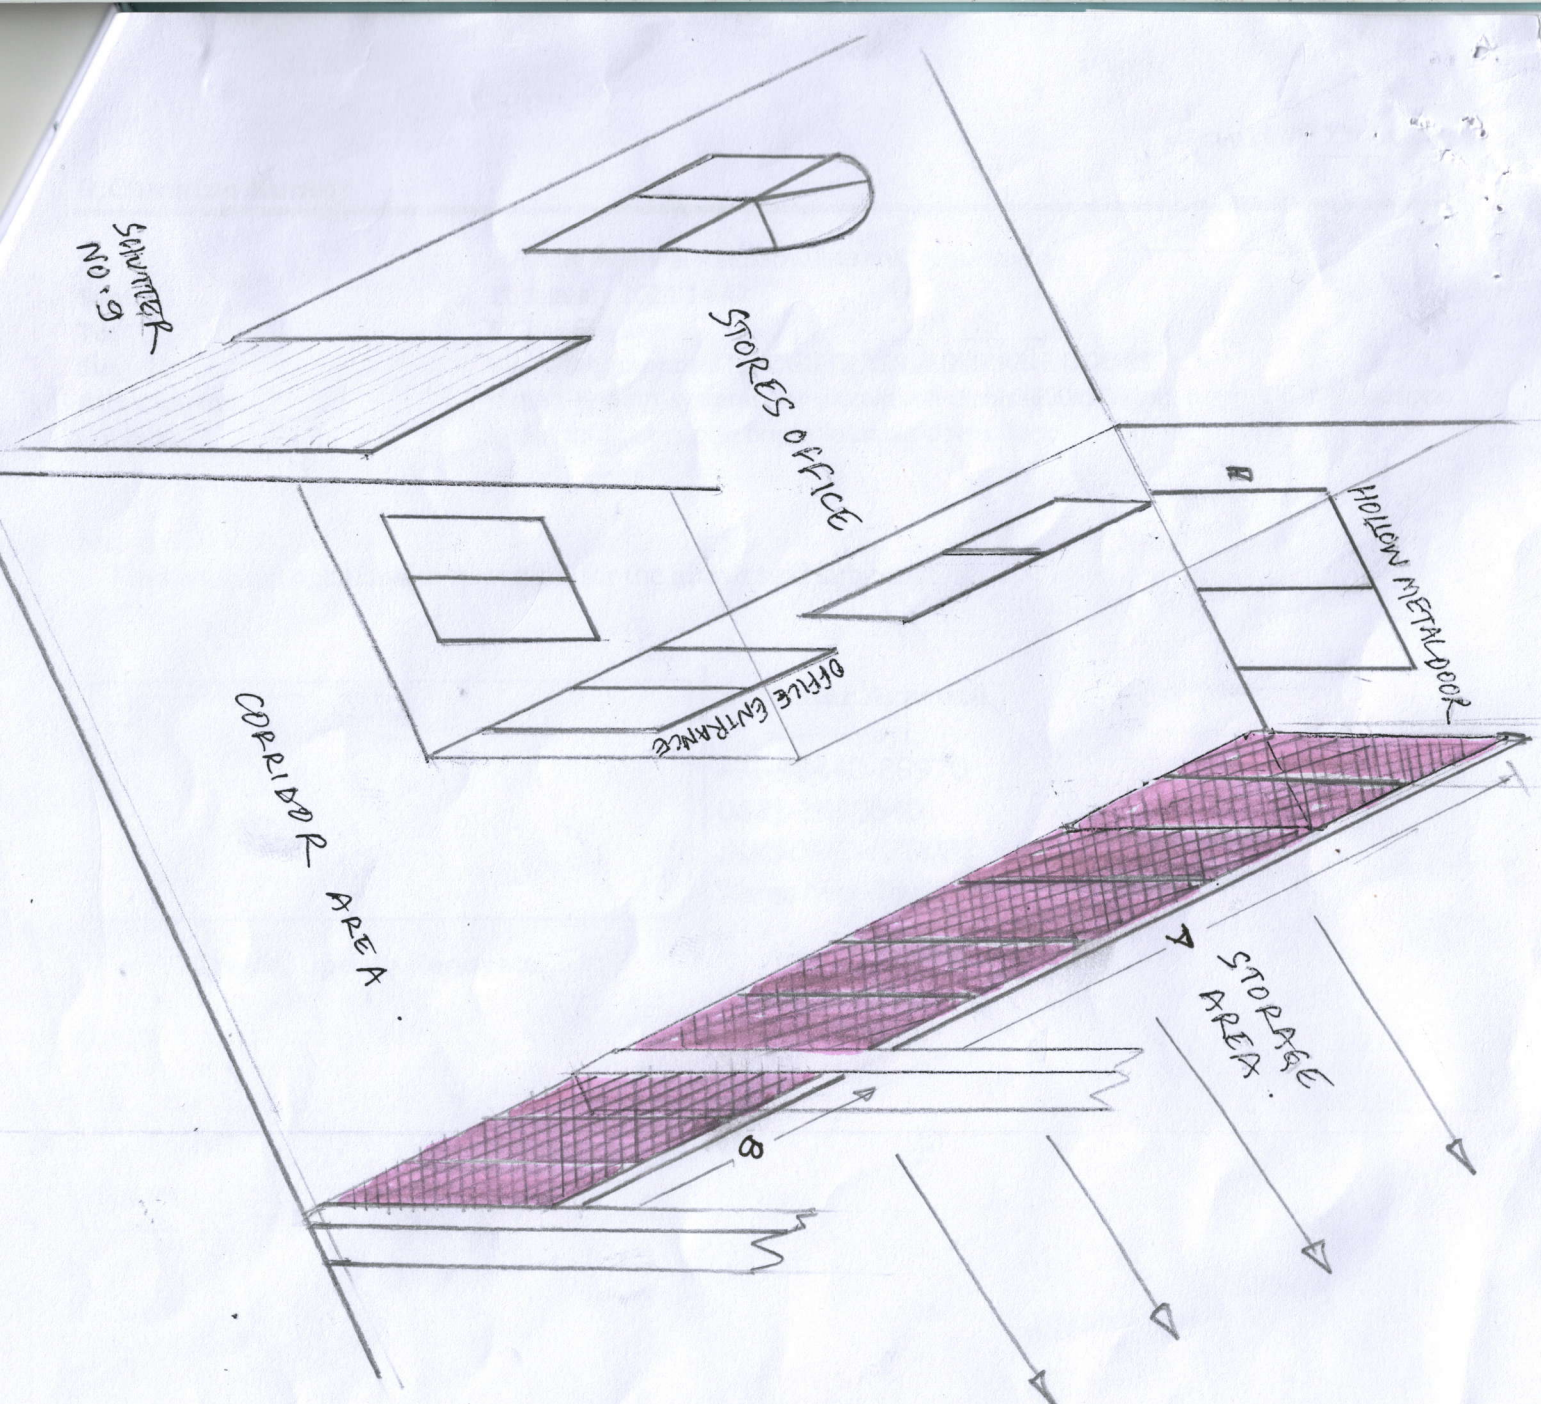 SHUTTER
NO:9
STORES OFFICE
HOLLOW METAL DOOR
OFFICE ENTRANCE
CORRIDOR AREA
A
STORAGE
AREA
B